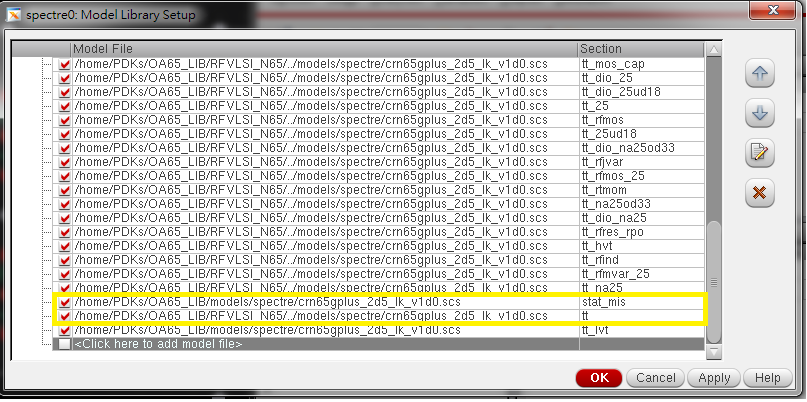 spectre0: Model Library Setup
Model File Section
/home/PDKs/OA65_LIB/RFVLSI_N65/../models/spectre/crn65gplus_2d5_lk_v1d0.scs tt_mos_cap
/home/PDKs/OA65_LIB/RFVLSI_N65/../models/spectre/crn65gplus_2d5_lk_v1d0.scs tt_dio_25
/home/PDKs/OA65_LIB/RFVLSI_N65/../models/spectre/crn65gplus_2d5_lk_v1d0.scs tt_dio_25ud18
/home/PDKs/OA65_LIB/RFVLSI_N65/../models/spectre/crn65gplus_2d5_lk_v1d0.scs tt_25
/home/PDKs/OA65_LIB/RFVLSI_N65/../models/spectre/crn65gplus_2d5_lk_v1d0.scs tt_rfmos
/home/PDKs/OA65_LIB/RFVLSI_N65/../models/spectre/crn65gplus_2d5_lk_v1d0.scs tt_25ud18
/home/PDKs/OA65_LIB/RFVLSI_N65/../models/spectre/crn65gplus_2d5_lk_v1d0.scs tt_dio_na25od33
/home/PDKs/OA65_LIB/RFVLSI_N65/../models/spectre/crn65gplus_2d5_lk_v1d0.scs tt_rfjvar
/home/PDKs/OA65_LIB/RFVLSI_N65/../models/spectre/crn65gplus_2d5_lk_v1d0.scs tt_rfmos_25
/home/PDKs/OA65_LIB/RFVLSI_N65/../models/spectre/crn65gplus_2d5_lk_v1d0.scs tt_rtmom
/home/PDKs/OA65_LIB/RFVLSI_N65/../models/spectre/crn65gplus_2d5_lk_v1d0.scs tt_na25od33
/home/PDKs/OA65_LIB/RFVLSI_N65/../models/spectre/crn65gplus_2d5_lk_v1d0.scs tt_dio_na25
/home/PDKs/OA65_LIB/RFVLSI_N65/../models/spectre/crn65gplus_2d5_lk_v1d0.scs tt_rfres_rpo
/home/PDKs/OA65_LIB/RFVLSI_N65/../models/spectre/crn65gplus_2d5_lk_v1d0.scs tt_hvt
/home/PDKs/OA65_LIB/RFVLSI_N65/../models/spectre/crn65gplus_2d5_lk_v1d0.scs tt_rfind
/home/PDKs/OA65_LIB/RFVLSI_N65/../models/spectre/crn65gplus_2d5_lk_v1d0.scs tt_rfmvar_25
/home/PDKs/OA65_LIB/RFVLSI_N65/../models/spectre/crn65gplus_2d5_lk_v1d0.scs tt_na25
/home/PDKs/OA65_LIB/models/spectre/crn65gplus_2d5_lk_v1d0.scs stat_mis
/home/PDKs/OA65_LIB/RFVLSI_N65/../models/spectre/crn65gplus_2d5_lk_v1d0.scs tt
/home/PDKs/OA65_LIB/models/spectre/crn65gplus_2d5_lk_v1d0.scs tt_lvt
<Click here to add model file>
OK Cancel Apply Help